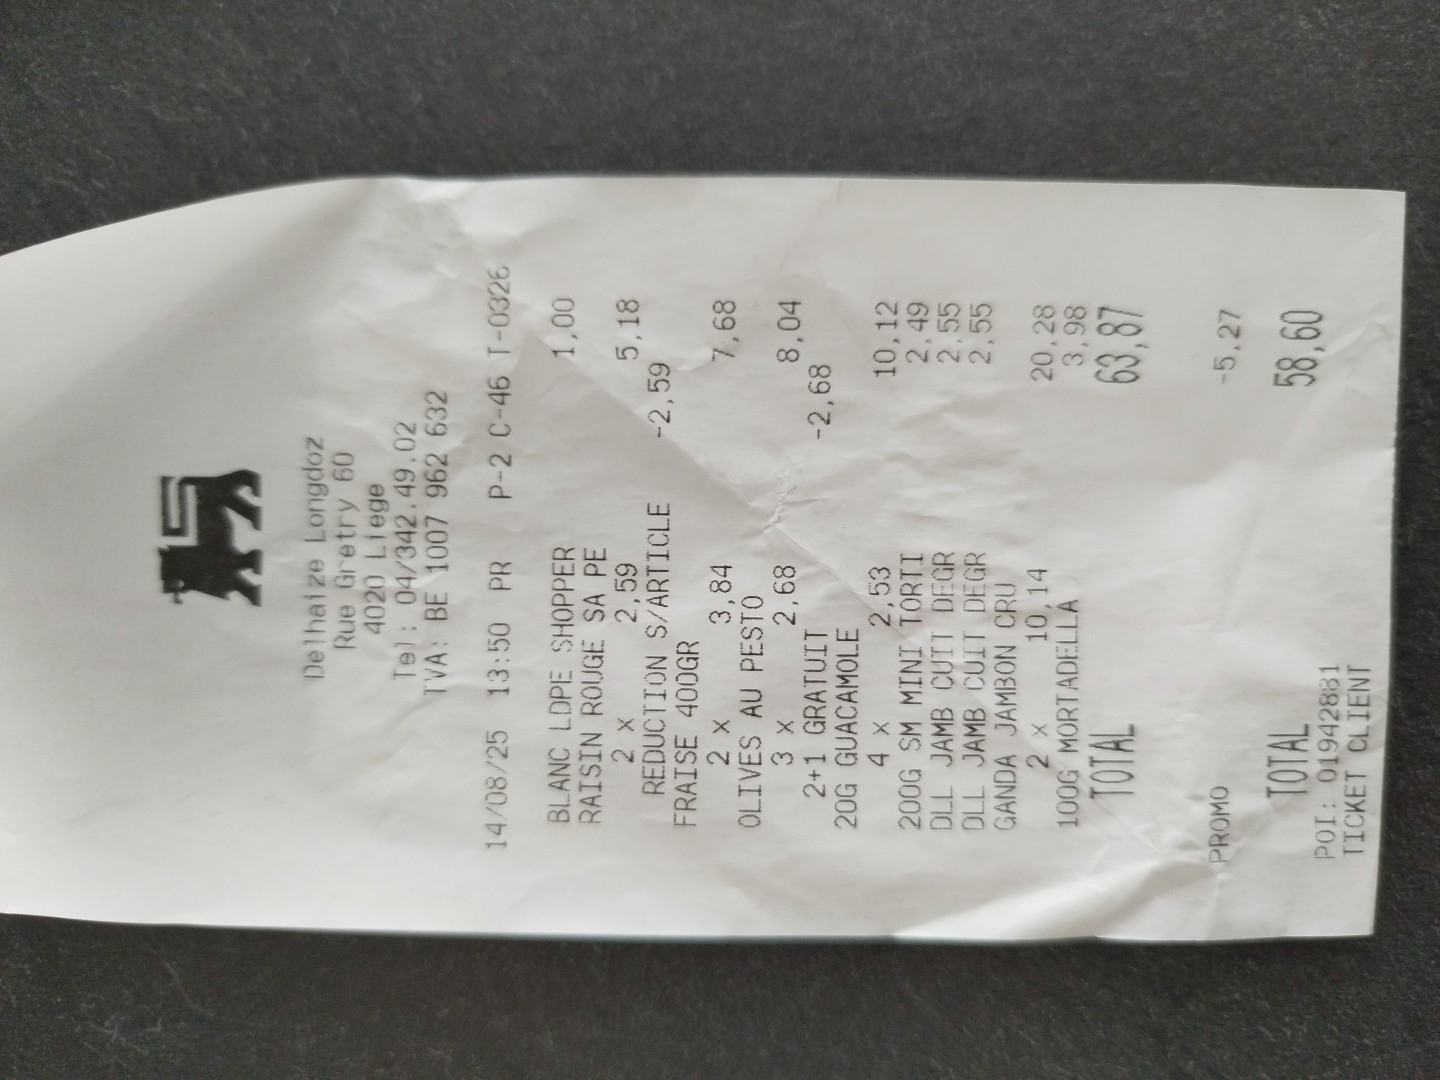 Delhaize Longdoz
Rue Gretry 60
4020 Liege
Tel: 04/342.49.02
TVA: BE 1007 962 632
14/08/25 13:50 PR P-2 C-46 T-0326
BLANC LDPE SHOPPER 1,00
RAISIN ROUGE SA PE
2 x 2,59 5,18
REDUCTION S/ARTICLE -2,59
FRAISE 400GR
2 x 3,84 7,68
OLIVES AU PESTO
3 x 2,68 8,04
2+1 GRATUIT -2,68
20G GUACAMOLE
4 x 2,53 10,12
200G SM MINI TORTI 2,49
DLL JAMB CUIT DEGR 2,55
DLL JAMB CUIT DEGR 2,55
GANDA JAMBON CRU
2 x 10,14 20,28
100G MORTADELLA 3,98
TOTAL 63,87
PROMO -5,27
TOTAL 58,60
POI: 01942881
TICKET CLIENT